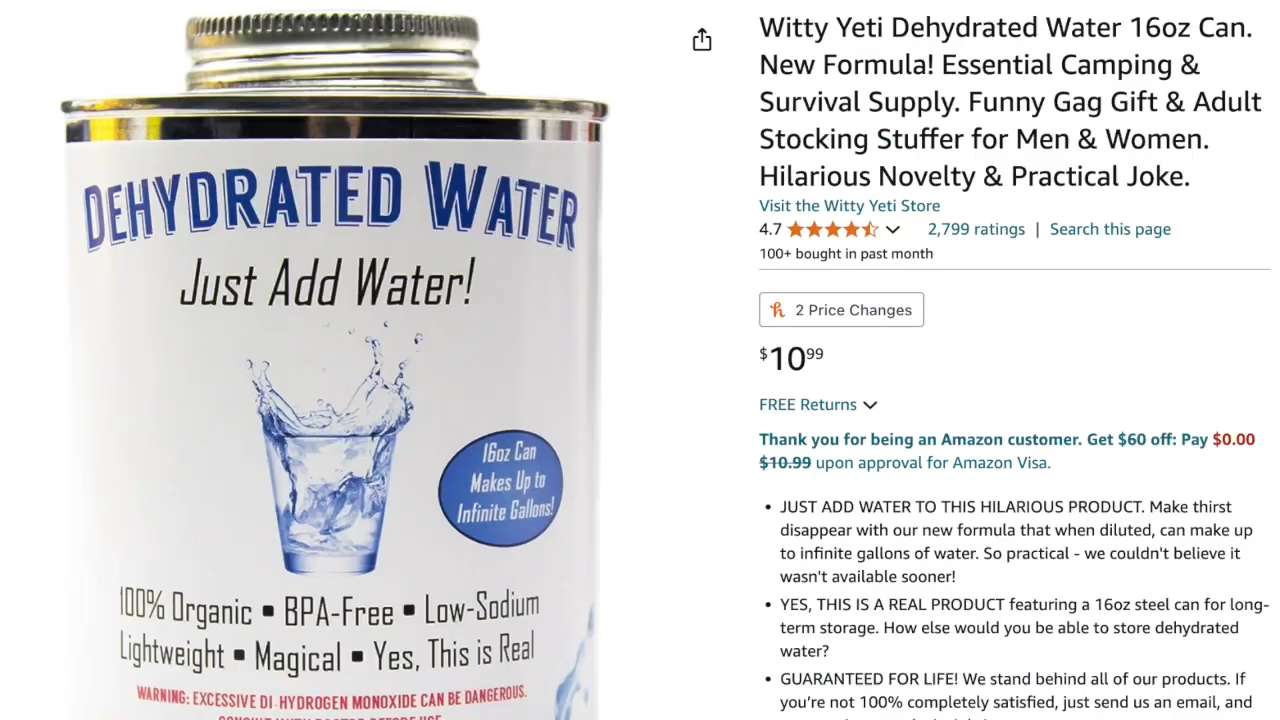 DEHYDRATED WATER
Just Add Water!
16oz Can
Makes Up to
Infinite Gallons!
100% Organic ▪ BPA-Free ▪ Low-Sodium
Lightweight ▪ Magical ▪ Yes, This is Real
WARNING: EXCESSIVE DI-HYDROGEN MONOXIDE CAN BE DANGEROUS.
Witty Yeti Dehydrated Water 16oz Can.
New Formula! Essential Camping &
Survival Supply. Funny Gag Gift & Adult
Stocking Stuffer for Men & Women.
Hilarious Novelty & Practical Joke.
Visit the Witty Yeti Store
4.7 2,799 ratings | Search this page
100+ bought in past month
2 Price Changes
$10.99
FREE Returns
Thank you for being an Amazon customer. Get $60 off: Pay $0.00
$10.99 upon approval for Amazon Visa.
• JUST ADD WATER TO THIS HILARIOUS PRODUCT. Make thirst
disappear with our new formula that when diluted, can make up
to infinite gallons of water. So practical - we couldn't believe it
wasn't available sooner!
• YES, THIS IS A REAL PRODUCT featuring a 16oz steel can for long-
term storage. How else would you be able to store dehydrated
water?
• GUARANTEED FOR LIFE! We stand behind all of our products. If
you're not 100% completely satisfied, just send us an email, and